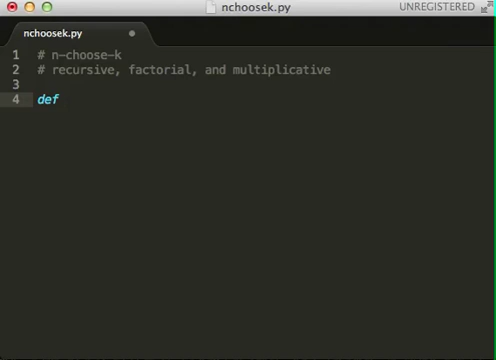 nchoosek.py
UNREGISTERED
nchoosek.py
1 # n-choose-k
2 # recursive, factorial, and multiplicative
3
4 def